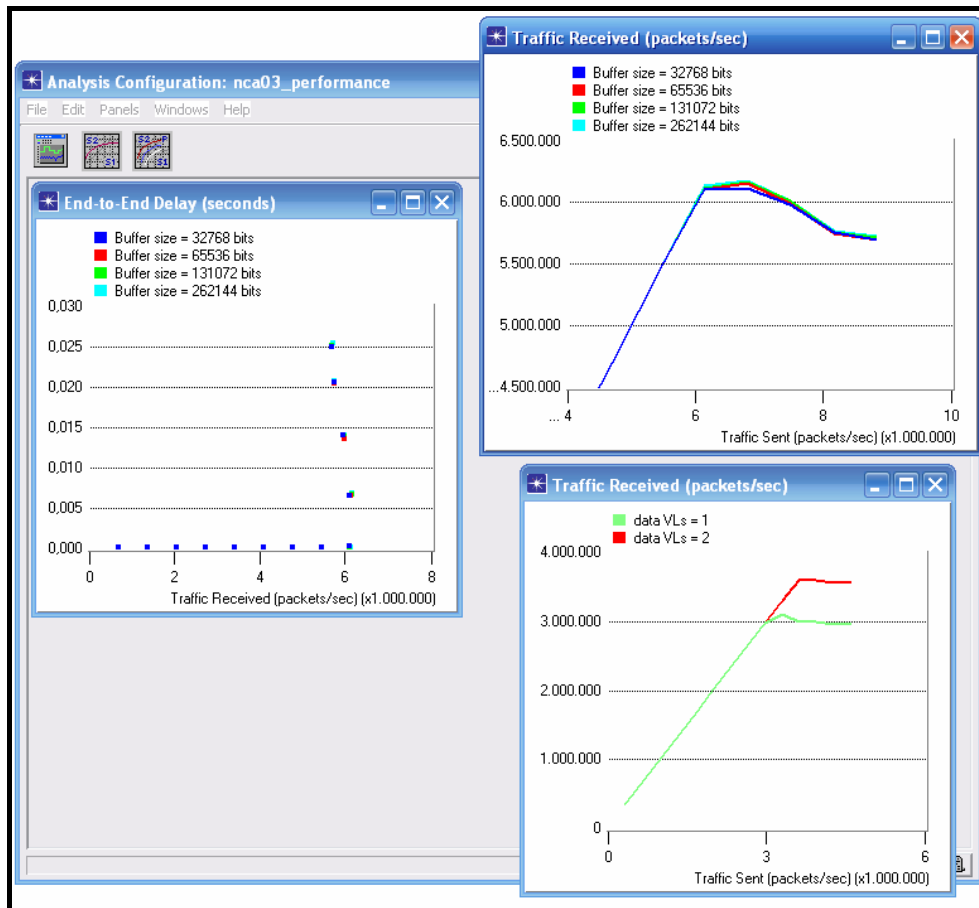 Analysis Configuration: nca03_performance
File Edit Panels Windows Help
S2
S1
S2 P
S1
End-to-End Delay (seconds)
Buffer size = 32768 bits
Buffer size = 65536 bits
Buffer size = 131072 bits
Buffer size = 262144 bits
0,030
0,025
0,020
0,015
0,010
0,005
0,000
0 2 4 6 8
Traffic Received (packets/sec) (x1.000.000)
Traffic Received (packets/sec)
Buffer size = 32768 bits
Buffer size = 65536 bits
Buffer size = 131072 bits
Buffer size = 262144 bits
6.500.000
6.000.000
5.500.000
5.000.000
...4.500.000
... 4 6 8 10
Traffic Sent (packets/sec) (x1.000.000)
Traffic Received (packets/sec)
data VLs = 1
data VLs = 2
4.000.000
3.000.000
2.000.000
1.000.000
0
0 3 6
Traffic Sent (packets/sec) (x1.000.000)